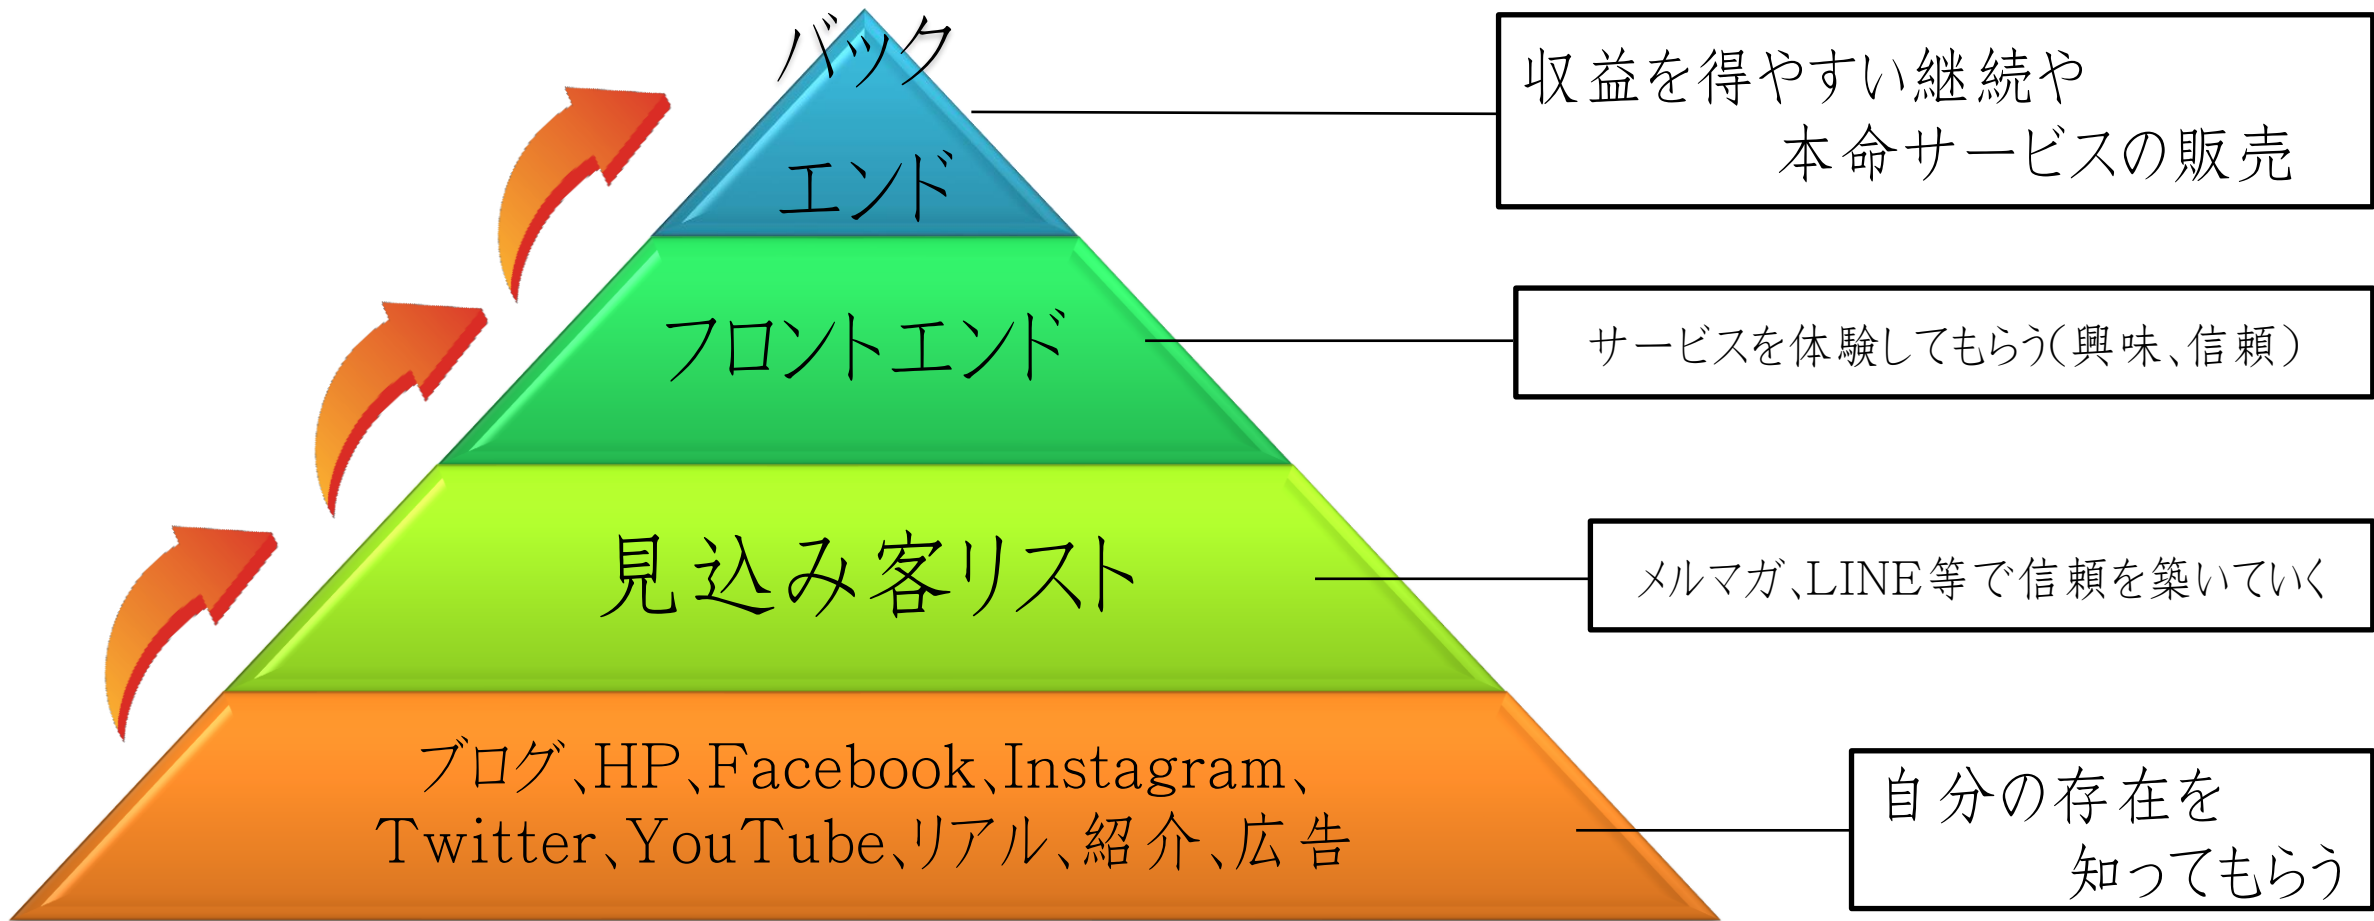 バック
エンド
収益を得やすい継続や
本命サービスの販売
フロントエンド
サービスを体験してもらう(興味、信頼)
見込み客リスト
メルマガ、LINE等で信頼を築いていく
ブログ、HP、Facebook、Instagram、
Twitter、YouTube、リアル、紹介、広告
自分の存在を
知ってもらう